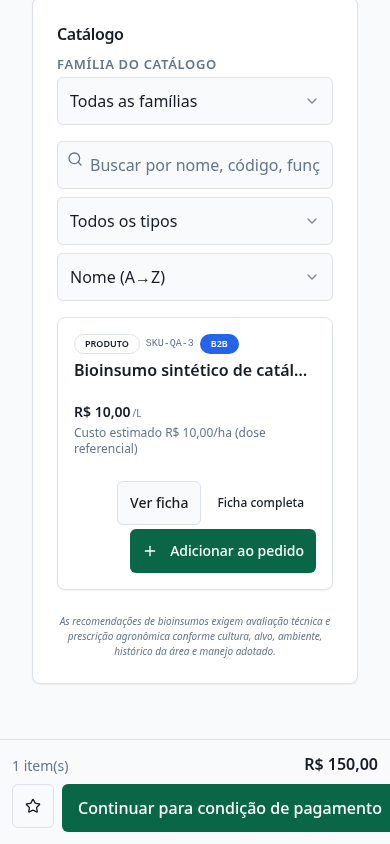 Catálogo
FAMÍLIA DO CATÁLOGO
Todas as famílias
Buscar por nome, código, funç
Todos os tipos
Nome (A→Z)
PRODUTO SKU-QA-3 B2B
Bioinsumo sintético de catál...
R$ 10,00 /L
Custo estimado R$ 10,00/ha (dose
referencial)
Ver ficha Ficha completa
Adicionar ao pedido
As recomendações de bioinsumos exigem avaliação técnica e
prescrição agronômica conforme cultura, alvo, ambiente,
histórico da área e manejo adotado.
1 item(s) R$ 150,00
Continuar para condição de pagamento